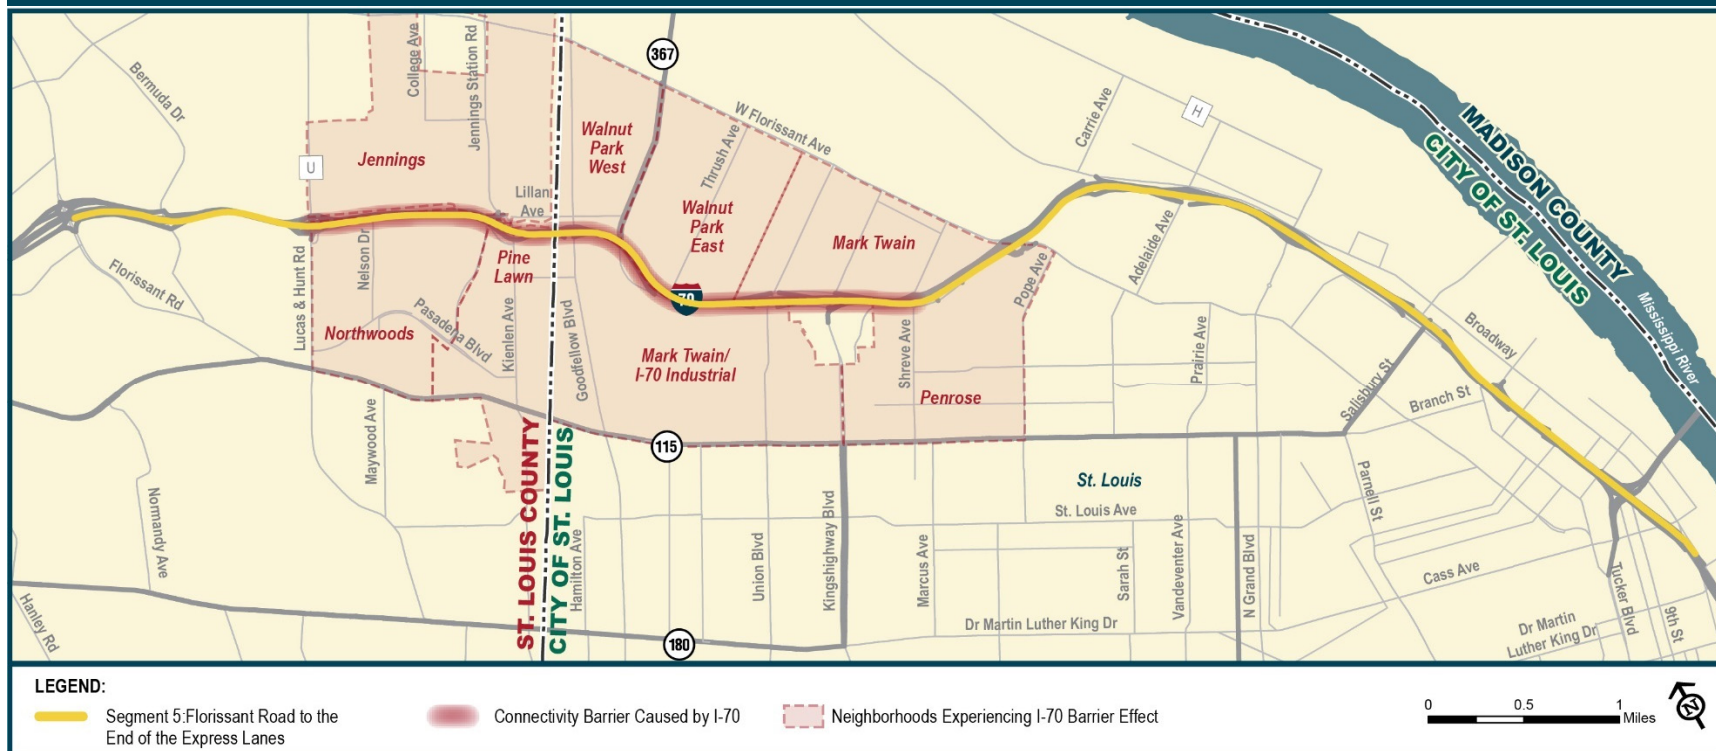 367
Bermuda Dr
College Ave
Jennings Station Rd
W Florissant Ave
Carrie Ave
H
MADISON COUNTY
CITY OF ST. LOUIS
Mississippi River
Walnut
Park
West
Thrush Ave
Jennings
U
Lillan
Ave
Walnut
Park
East
Mark Twain
Adelaide Ave
Pope Ave
Lucas & Hunt Rd
Nelson Dr
Pine
Lawn
Florissant Rd
70
Pasadena Blvd
Northwoods
Kienlen Ave
Goodfellow Blvd
Mark Twain/
I-70 Industrial
Shreve Ave
Penrose
Prairie Ave
Broadway
Salisbury St
Branch St
Maywood Ave
115
ST. LOUIS COUNTY
CITY OF ST. LOUIS
St. Louis
St. Louis Ave
Parnell St
Normandy Ave
Hamilton Ave
Union Blvd
Kingshighway Blvd
Marcus Ave
Sarah St
Vandeventer Ave
N Grand Blvd
Cass Ave
Tucker Blvd
9th St
Hanley Rd
180
Dr Martin Luther King Dr
Dr Martin
Luther King Dr
LEGEND:
Segment 5:Florissant Road to the
End of the Express Lanes
Connectivity Barrier Caused by I-70
Neighborhoods Experiencing I-70 Barrier Effect
0 0.5 1
Miles
N